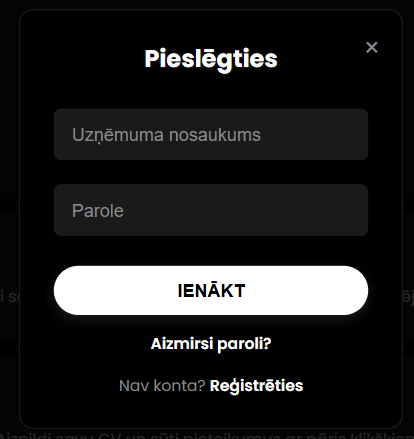 Pieslēgties
×
Uzņēmuma nosaukums
Parole
IENĀKT
Aizmirsi paroli?
Nav konta? Reģistrēties